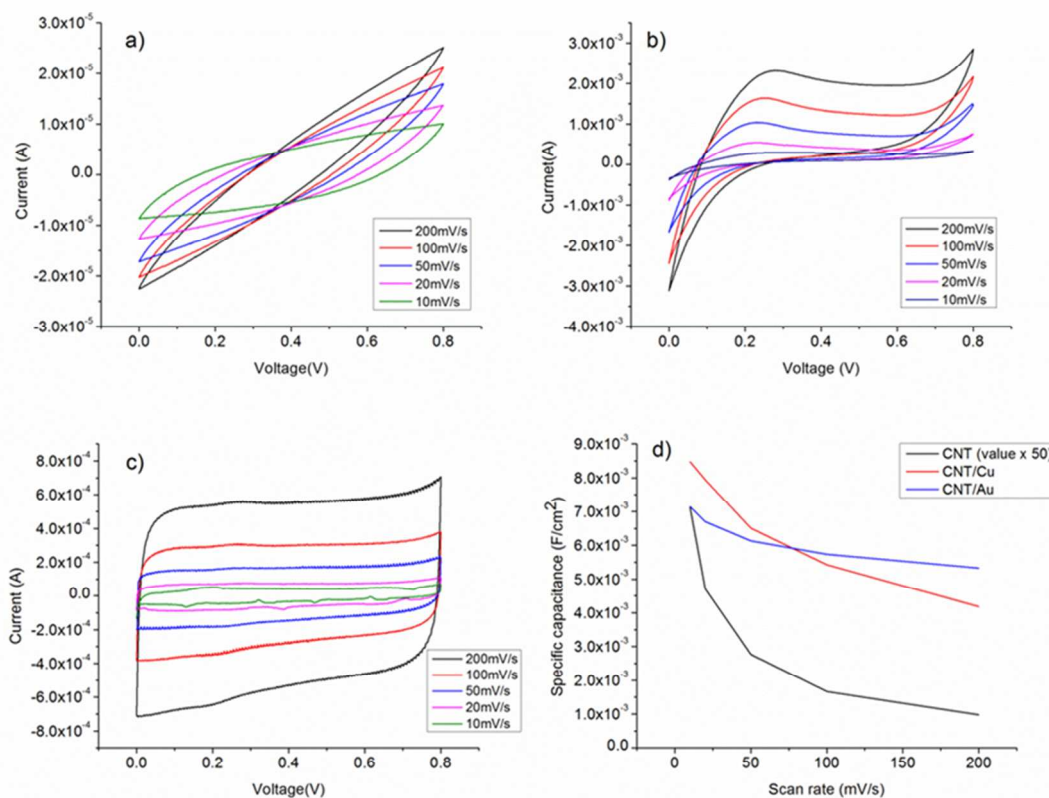 a)
3.0x10⁻⁵
2.0x10⁻⁵
1.0x10⁻⁵
0.0
-1.0x10⁻⁵
-2.0x10⁻⁵
-3.0x10⁻⁵
Current (A)
200mV/s
100mV/s
50mV/s
20mV/s
10mV/s
0.0 0.2 0.4 0.6 0.8
Voltage(V)
b)
3.0x10⁻³
2.0x10⁻³
1.0x10⁻³
0.0
-1.0x10⁻³
-2.0x10⁻³
-3.0x10⁻³
-4.0x10⁻³
Currnet(A)
200mV/s
100mV/s
50mV/s
20mV/s
10mV/s
0.0 0.2 0.4 0.6 0.8
Voltage (V)
c)
8.0x10⁻⁴
6.0x10⁻⁴
4.0x10⁻⁴
2.0x10⁻⁴
0.0
-2.0x10⁻⁴
-4.0x10⁻⁴
-6.0x10⁻⁴
-8.0x10⁻⁴
Current (A)
200mV/s
100mV/s
50mV/s
20mV/s
10mV/s
0.0 0.2 0.4 0.6 0.8
Voltage(V)
d)
9.0x10⁻³
8.0x10⁻³
7.0x10⁻³
6.0x10⁻³
5.0x10⁻³
4.0x10⁻³
3.0x10⁻³
2.0x10⁻³
1.0x10⁻³
0.0
Specific capacitance (F/cm²)
CNT (value x 50)
CNT/Cu
CNT/Au
0 50 100 150 200
Scan rate (mV/s)